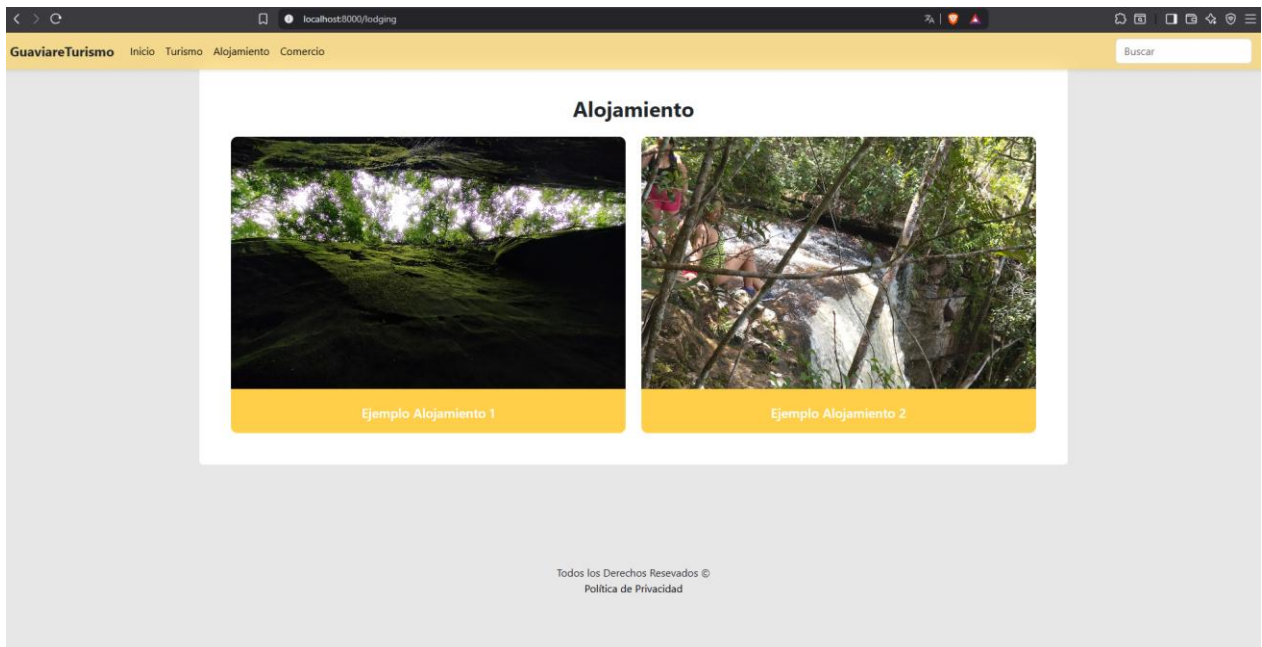 localhost:8000/lodging
GuaviareTurismo Inicio Turismo Alojamiento Comercio Buscar
Alojamiento
Ejemplo Alojamiento 1 Ejemplo Alojamiento 2
Todos los Derechos Resevados ©
Política de Privacidad